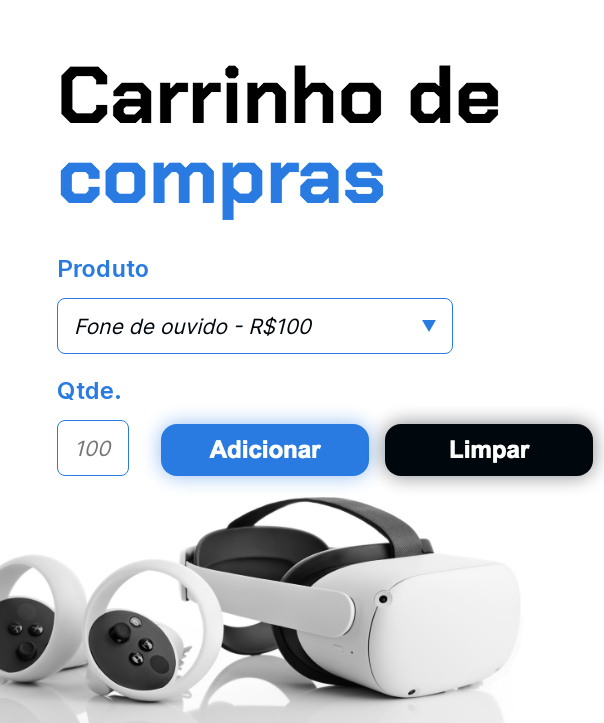 Carrinho de
compras
Produto
Fone de ouvido - R$100
Qtde.
100
Adicionar
Limpar